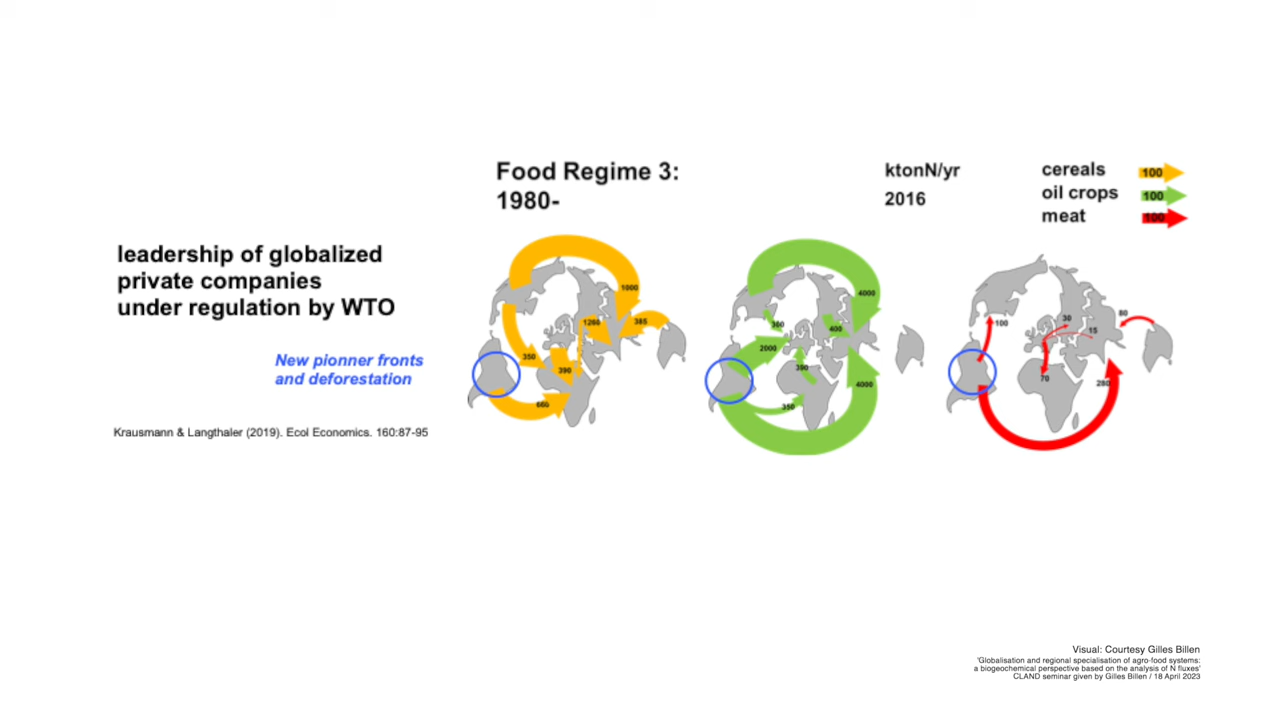 Food Regime 3:
1980-
ktonN/yr
2016
cereals
100
oil crops
100
meat
100
leadership of globalized
private companies
under regulation by WTO
New pionner fronts
and deforestation
Krausmann & Langthaler (2019). Ecol Economics. 160:87-95
1000
1260
385
350
390
660
4000
400
2000
4000
350
100
30
15
80
70
280
Visual: Courtesy Gilles Billen
'Globalisation and regional specialisation of agro-food systems:
a biogeochemical perspective based on the analysis of N fluxes'
CLAND seminar given by Gilles Billen / 18 April 2023